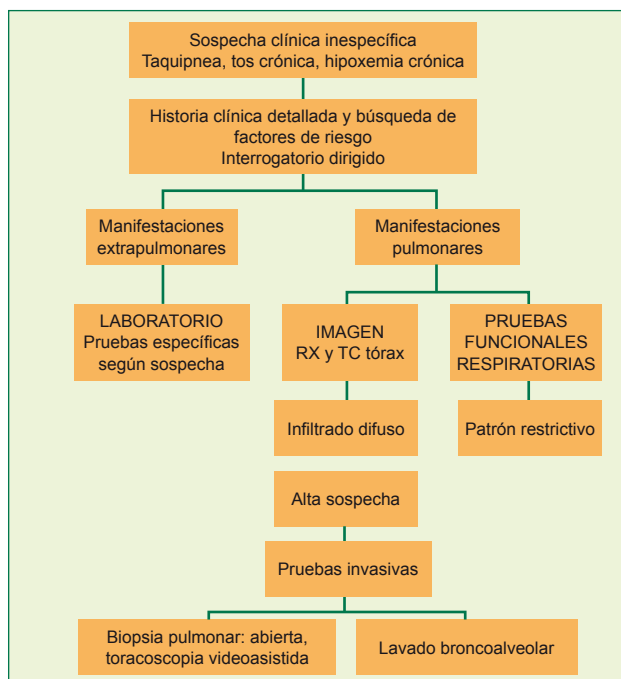 Sospecha clínica inespecífica
Taquipnea, tos crónica, hipoxemia crónica
Historia clínica detallada y búsqueda de
factores de riesgo
Interrogatorio dirigido
Manifestaciones
extrapulmonares
Manifestaciones
pulmonares
LABORATORIO
Pruebas específicas
según sospecha
IMAGEN
RX y TC tórax
PRUEBAS
FUNCIONALES
RESPIRATORIAS
Infiltrado difuso
Patrón restrictivo
Alta sospecha
Pruebas invasivas
Biopsia pulmonar: abierta,
toracoscopia videoasistida
Lavado broncoalveolar